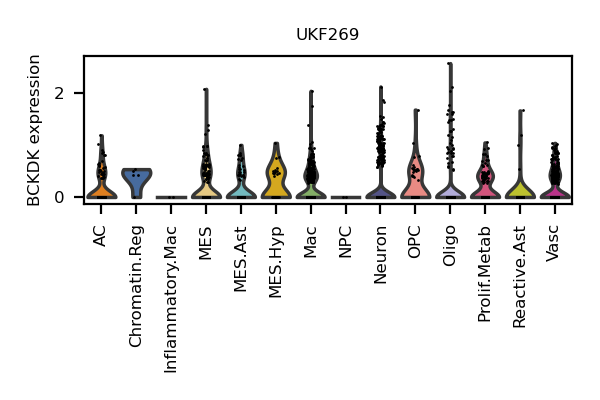 UKF269
BCKDK expression
2
0
AC
Chromatin.Reg
Inflammatory.Mac
MES
MES.Ast
MES.Hyp
Mac
NPC
Neuron
OPC
Oligo
Prolif.Metab
Reactive.Ast
Vasc